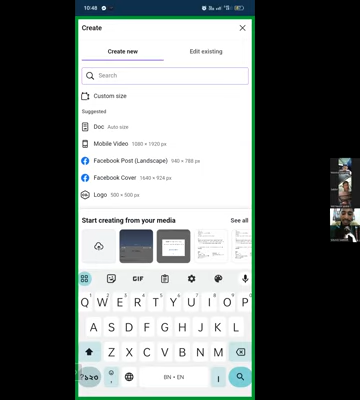 10:48
Create
Create new
Edit existing
Search
Custom size
Suggested
Doc Auto size
Mobile Video 1080 × 1920 px
Facebook Post (Landscape) 940 × 788 px
Facebook Cover 1640 × 924 px
Logo 500 × 500 px
Start creating from your media
See all
GIF
Q W E R T Y U I O P
A S D F G H J K L
Z X C V B N M
?১২৩
BN • EN
।